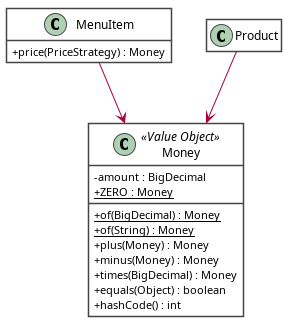 C MenuItem
+price(PriceStrategy) : Money
C Product
C «Value Object»
Money
-amount : BigDecimal
+ZERO : Money
+of(BigDecimal) : Money
+of(String) : Money
+plus(Money) : Money
+minus(Money) : Money
+times(BigDecimal) : Money
+equals(Object) : boolean
+hashCode() : int